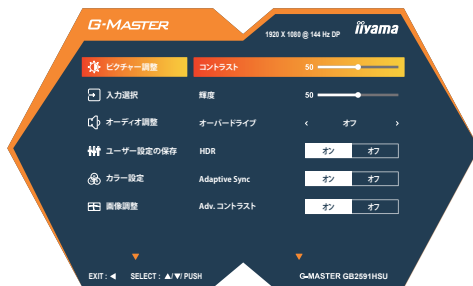 G-MASTER
1920 X 1080 @ 144 Hz DP
iiyama
ピクチャー調整 コントラスト 50
入力選択 輝度 50
オーディオ調整 オーバードライブ ‹ オフ ›
ユーザー設定の保存 HDR オン オフ
カラー設定 Adaptive Sync オン オフ
画像調整 Adv. コントラスト オン オフ
EXIT : ◀ SELECT : ▲/▼/ PUSH G-MASTER GB2591HSU